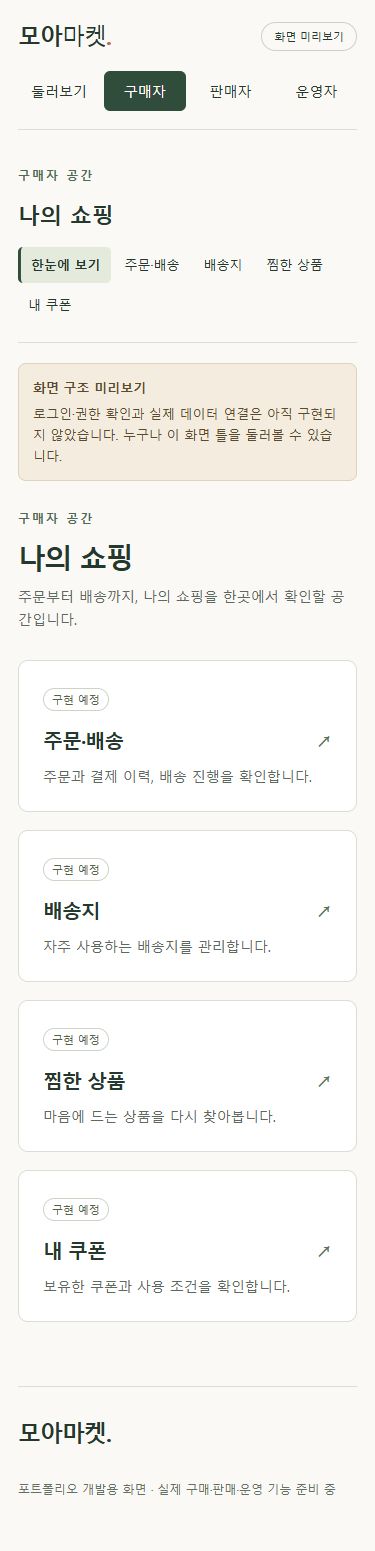 모아마켓.
화면 미리보기
둘러보기 구매자 판매자 운영자
구매자 공간
나의 쇼핑
한눈에 보기 주문·배송 배송지 찜한 상품
내 쿠폰
화면 구조 미리보기
로그인·권한 확인과 실제 데이터 연결은 아직 구현되
지 않았습니다. 누구나 이 화면 틀을 둘러볼 수 있습
니다.
구매자 공간
나의 쇼핑
주문부터 배송까지, 나의 쇼핑을 한곳에서 확인할 공
간입니다.
구현 예정
주문·배송 ↗
주문과 결제 이력, 배송 진행을 확인합니다.
구현 예정
배송지 ↗
자주 사용하는 배송지를 관리합니다.
구현 예정
찜한 상품 ↗
마음에 드는 상품을 다시 찾아봅니다.
구현 예정
내 쿠폰 ↗
보유한 쿠폰과 사용 조건을 확인합니다.
모아마켓.
포트폴리오 개발용 화면 · 실제 구매·판매·운영 기능 준비 중